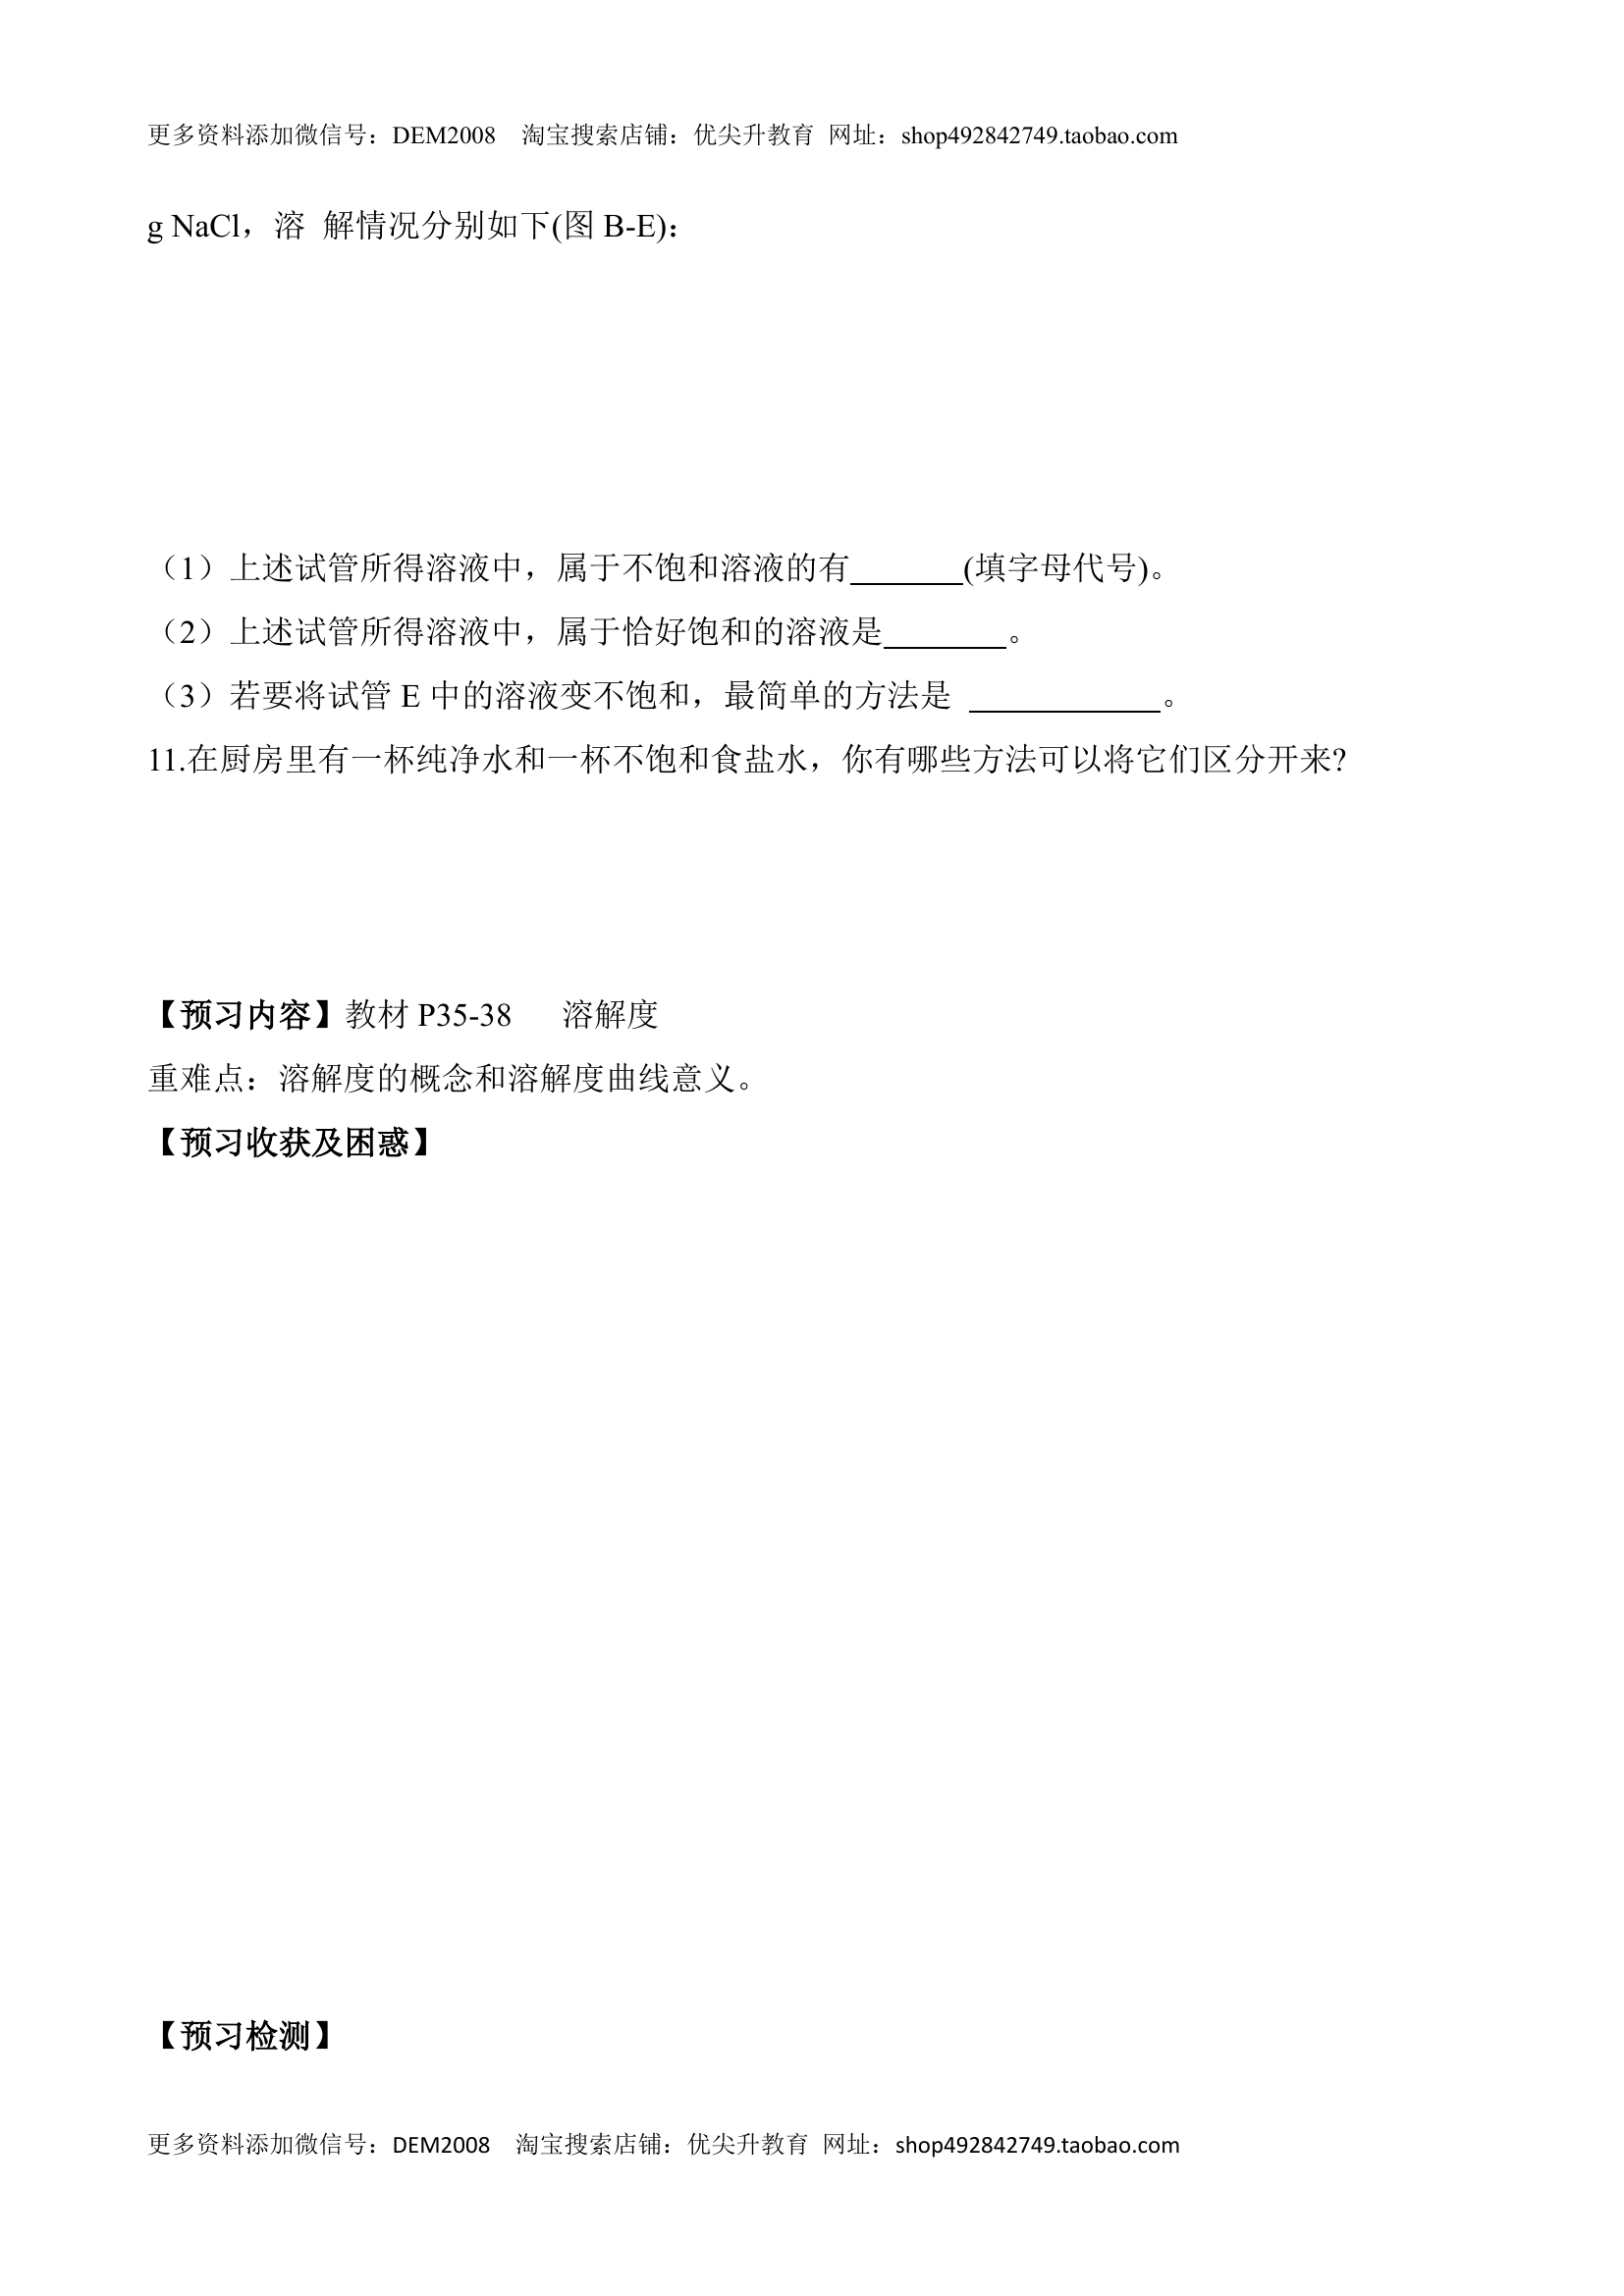 更多资料添加微信号：DEM2008 淘宝搜索店铺：优尖升教育 网址：shop492842749.taobao.com
g NaCl，溶 解情况分别如下(图 B-E)：
（1）上述试管所得溶液中，属于不饱和溶液的有_______(填字母代号)。
（2）上述试管所得溶液中，属于恰好饱和的溶液是_______。
（3）若要将试管 E 中的溶液变不饱和，最简单的方法是 ___________。
11.在厨房里有一杯纯净水和一杯不饱和食盐水，你有哪些方法可以将它们区分开来?
【预习内容】教材 P35-38 溶解度
重难点：溶解度的概念和溶解度曲线意义。
【预习收获及困惑】
【预习检测】
更多资料添加微信号：DEM2008 淘宝搜索店铺：优尖升教育 网址：shop492842749.taobao.com